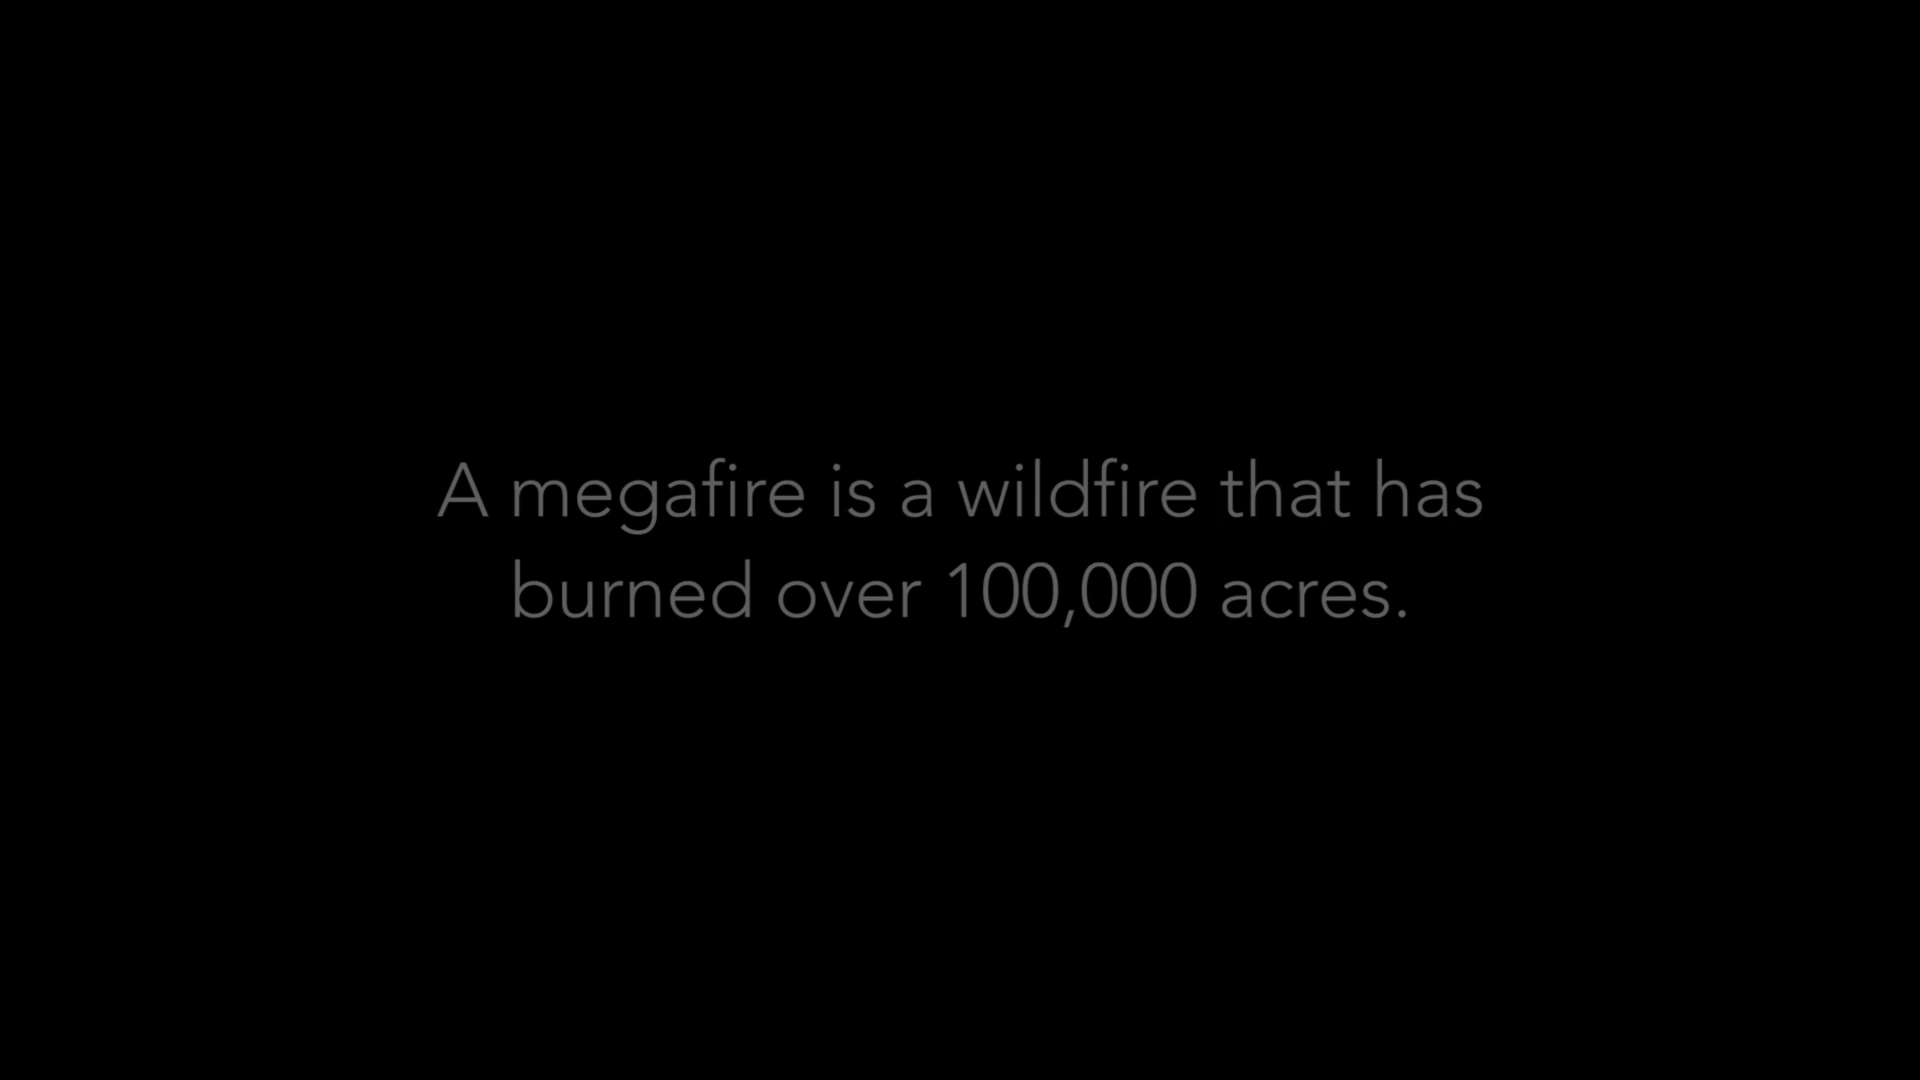 A megafire is a wildfire that has
burned over 100,000 acres.